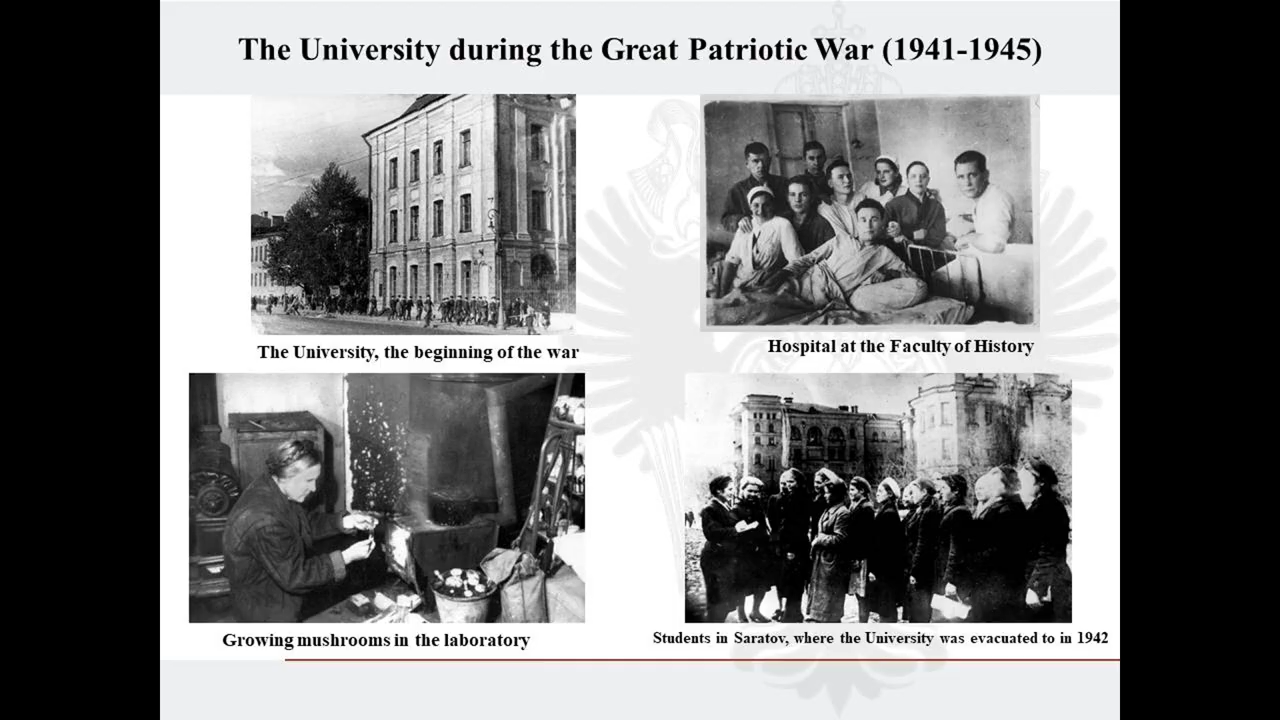 The University during the Great Patriotic War (1941-1945)
The University, the beginning of the war
Hospital at the Faculty of History
Growing mushrooms in the laboratory
Students in Saratov, where the University was evacuated to in 1942